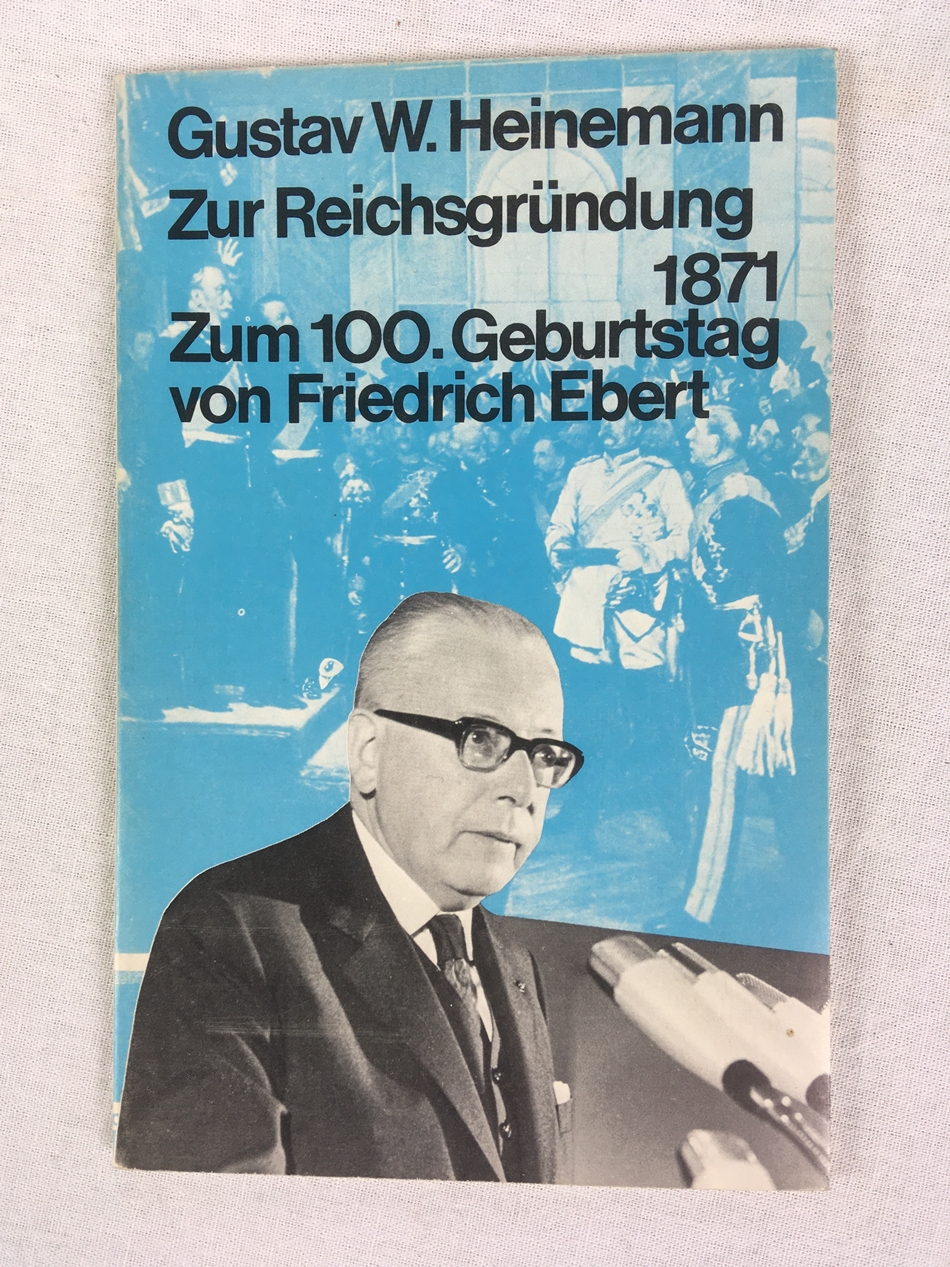 Gustav W. Heinemann
Zur Reichsgründung
1871
Zum 100. Geburtstag
von Friedrich Ebert